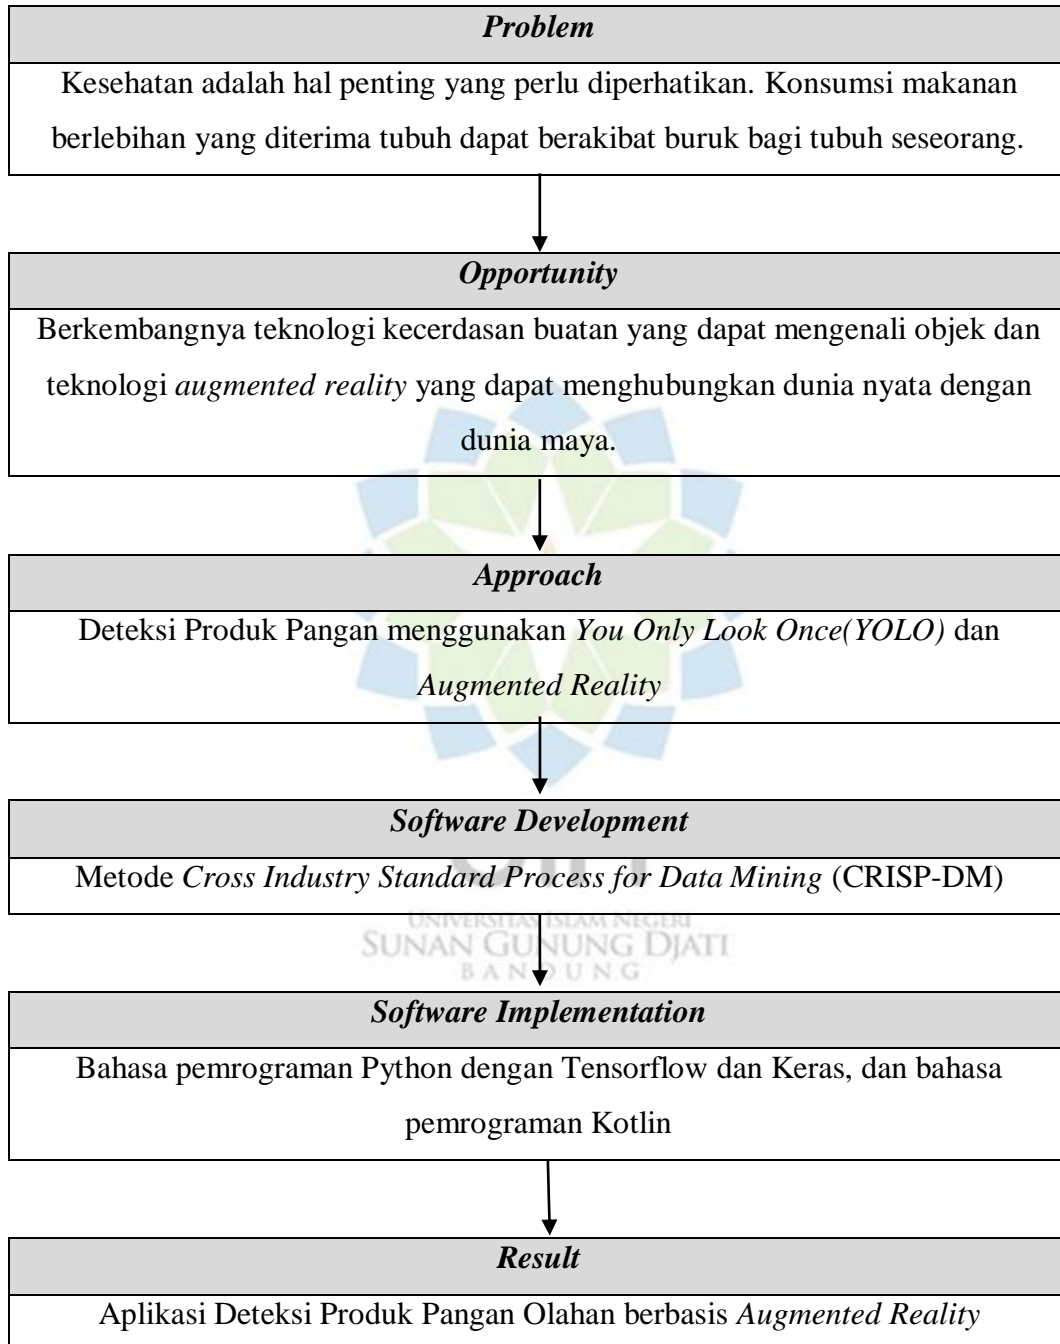 Problem
Kesehatan adalah hal penting yang perlu diperhatikan. Konsumsi makanan
berlebihan yang diterima tubuh dapat berakibat buruk bagi tubuh seseorang.
Opportunity
Berkembangnya teknologi kecerdasan buatan yang dapat mengenali objek dan
teknologi augmented reality yang dapat menghubungkan dunia nyata dengan
dunia maya.
Approach
Deteksi Produk Pangan menggunakan You Only Look Once(YOLO) dan
Augmented Reality
Software Development
Metode Cross Industry Standard Process for Data Mining (CRISP-DM)
UNIVERSITAS ISLAM NEGERI
SUNAN GUNUNG DJATI
BANDUNG
Software Implementation
Bahasa pemrograman Python dengan Tensorflow dan Keras, dan bahasa
pemrograman Kotlin
Result
Aplikasi Deteksi Produk Pangan Olahan berbasis Augmented Reality